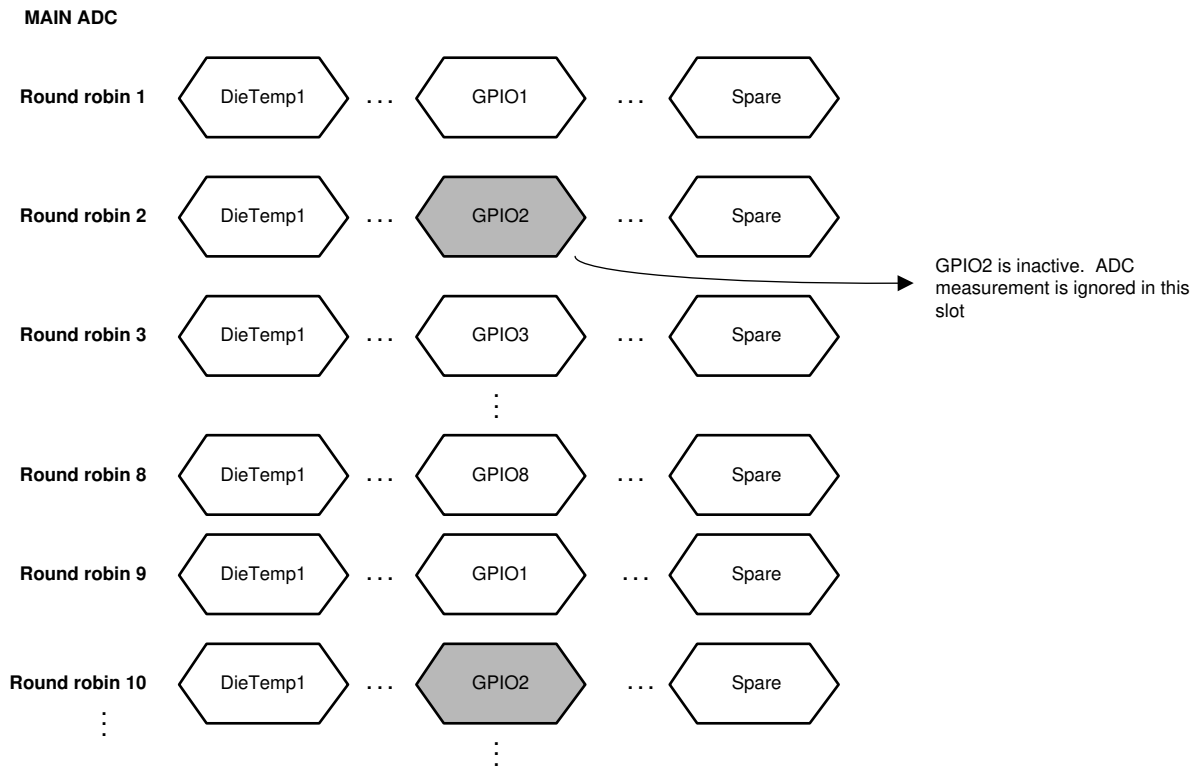 MAIN ADC
Round robin 1 DieTemp1 ... GPIO1 ... Spare
Round robin 2 DieTemp1 ... GPIO2 ... Spare
GPIO2 is inactive. ADC
measurement is ignored in this
slot
Round robin 3 DieTemp1 ... GPIO3 ... Spare
Round robin 8 DieTemp1 ... GPIO8 ... Spare
Round robin 9 DieTemp1 ... GPIO1 ... Spare
Round robin 10 DieTemp1 ... GPIO2 ... Spare